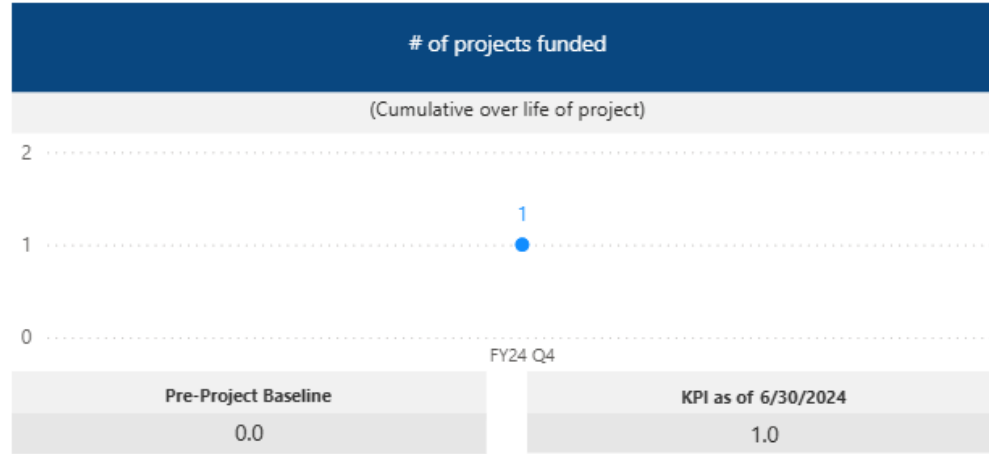 # of projects funded
(Cumulative over life of project)
2
1
1
0
FY24 Q4
Pre-Project Baseline
KPI as of 6/30/2024
0.0
1.0